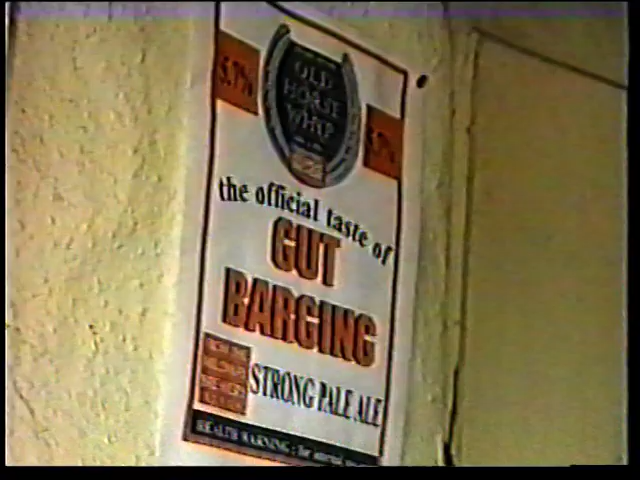 5.7%
OLD
HORSE
WHIP
5.7%
the official taste of
GUT
BARGING
STRONG PALE ALE
HEALTH WARNING :